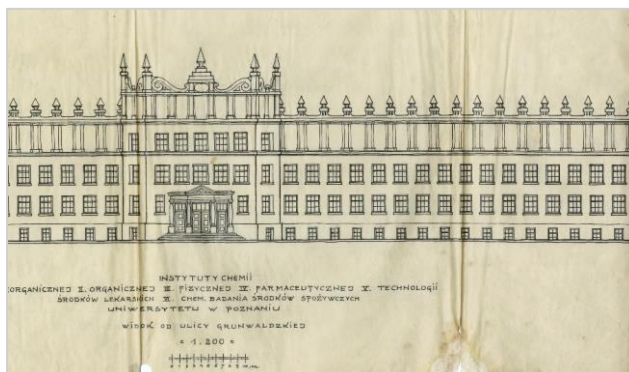 INSTYTUTY CHEMII
ORGANICZNEJ II. ORGANICZNEJ III. FIZYCZNEJ IV. FARMACEUTYCZNEJ V. TECHNOLOGII
ŚRODKÓW LEKARSKICH VI. CHEM. BADANIA ŚRODKÓW SPOŻYWCZYCH
UNIWERSYTETU W POZNANIU
WIDOK OD ULICY GRUNWALDZKIEJ
1:200